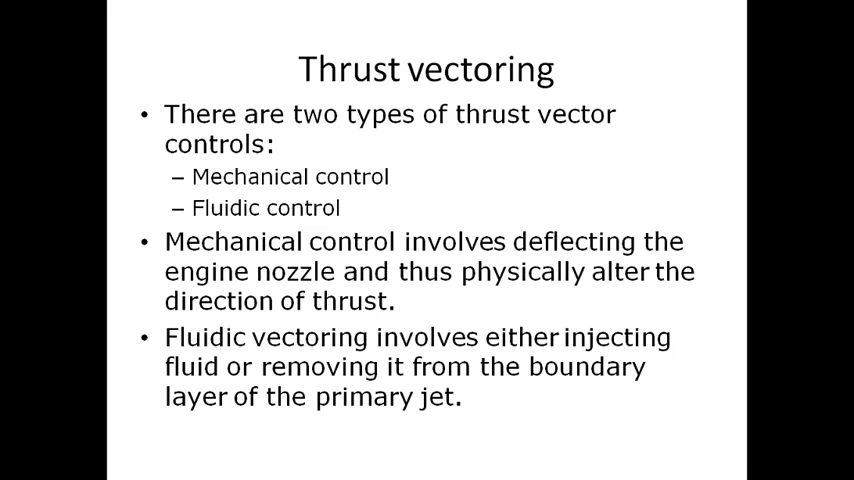 Thrust vectoring
• There are two types of thrust vector
controls:
– Mechanical control
– Fluidic control
• Mechanical control involves deflecting the
engine nozzle and thus physically alter the
direction of thrust.
• Fluidic vectoring involves either injecting
fluid or removing it from the boundary
layer of the primary jet.